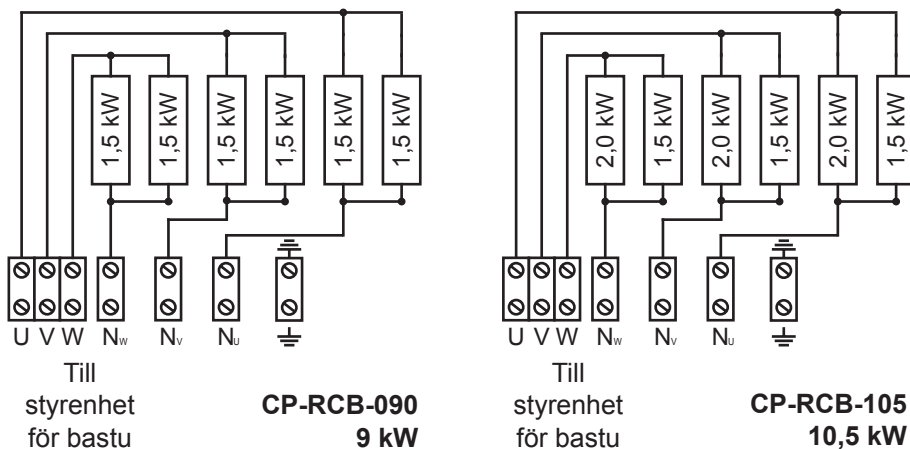 1,5 kW 1,5 kW 1,5 kW 1,5 kW 1,5 kW 1,5 kW
U V W NW NV NU
Till
styrenhet
för bastu
CP-RCB-090
9 kW
2,0 kW 1,5 kW 2,0 kW 1,5 kW 2,0 kW 1,5 kW
U V W NW NV NU
Till
styrenhet
för bastu
CP-RCB-105
10,5 kW